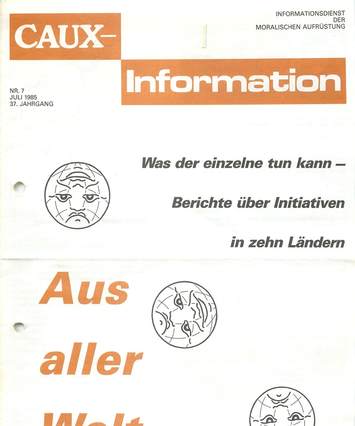 CAUX–
INFORMATIONSDIENST
DER
MORALISCHEN AUFRÜSTUNG
Information
NR. 7
JULI 1985
37. JAHRGANG
Was der einzelne tun kann –
Berichte über Initiativen
in zehn Ländern
Aus
aller
Welt